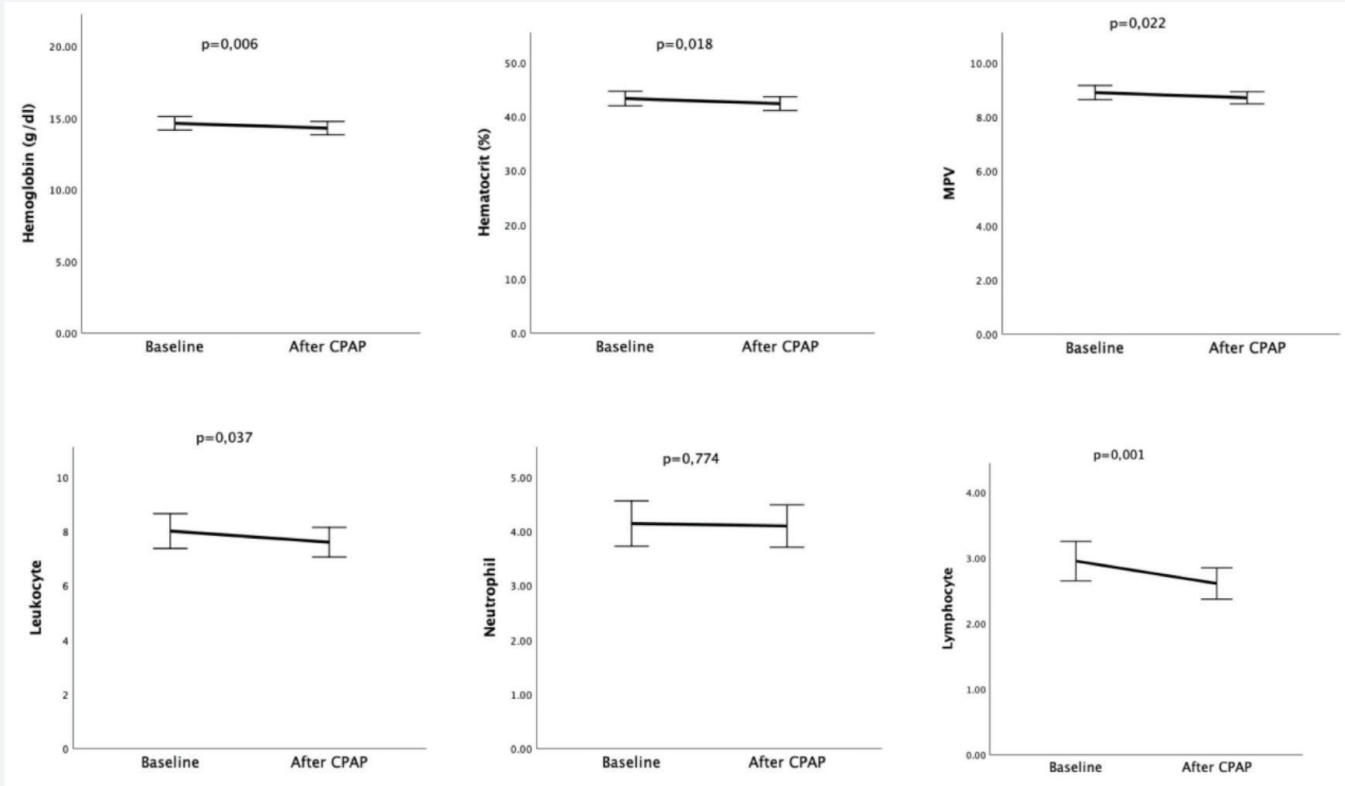 p=0,006
Hemoglobin (g/dl)
20.00
15.00
10.00
5.00
0.00
Baseline After CPAP
p=0,018
Hematocrit (%)
50.0
40.0
30.0
20.0
10.0
0.0
Baseline After CPAP
p=0,022
MPV
10.00
8.00
6.00
4.00
2.00
0.00
Baseline After CPAP
p=0,037
Leukocyte
10
8
6
4
2
0
Baseline After CPAP
p=0,774
Neutrophil
5.00
4.00
3.00
2.00
1.00
0.00
Baseline After CPAP
p=0,001
Lymphocyte
4.00
3.00
2.00
1.00
0.00
Baseline After CPAP